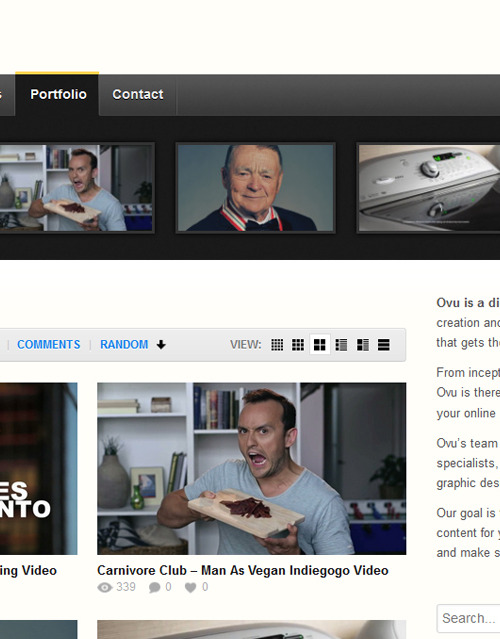 s Portfolio Contact
Ovu is a di
creation and
that gets the
From incept
Ovu is there
your online
Ovu's team
specialists,
graphic des
Our goal is
content for y
and make s
Search...
COMMENTS RANDOM VIEW:
ES
NTO
ing Video
Carnivore Club – Man As Vegan Indiegogo Video
339 0 0